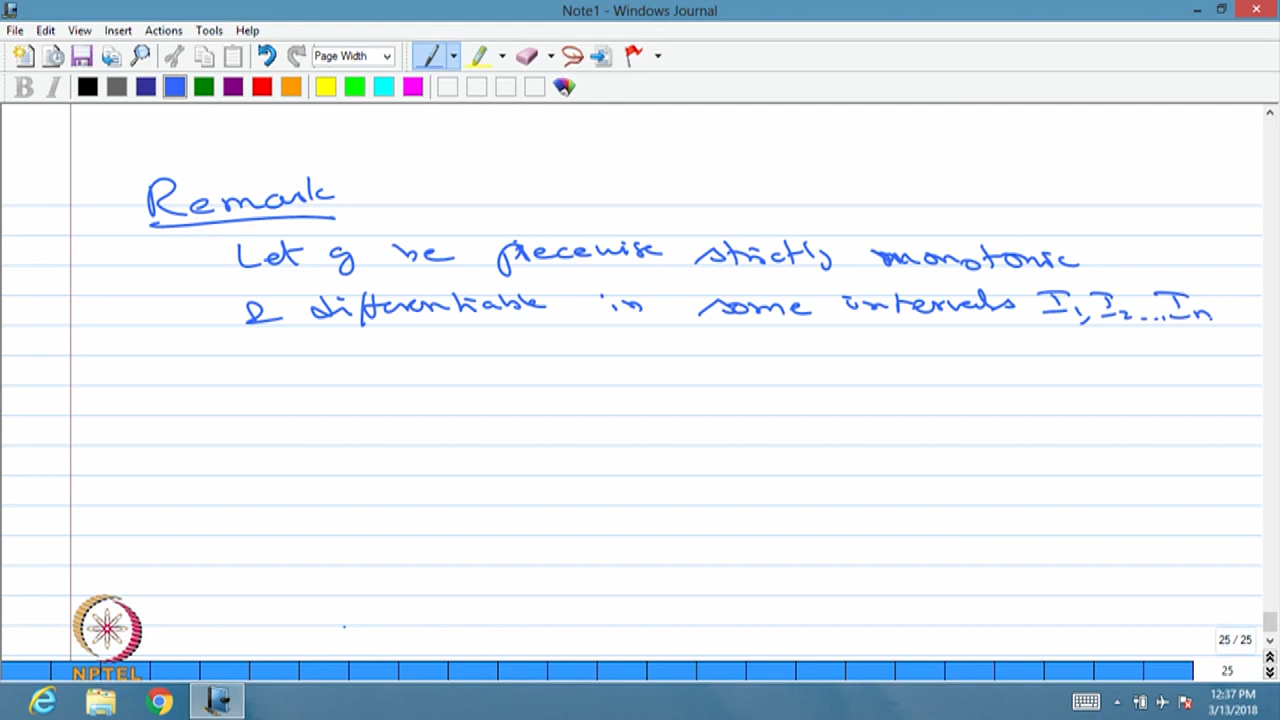 Note1 - Windows Journal
File Edit View Insert Actions Tools Help
Page Width
B I
Remark
Let g be piecewise strictly monotonic
& differentiable in some intervals I1, I2...,In
25 / 25
NPTEL
25
12:37 PM
3/13/2018